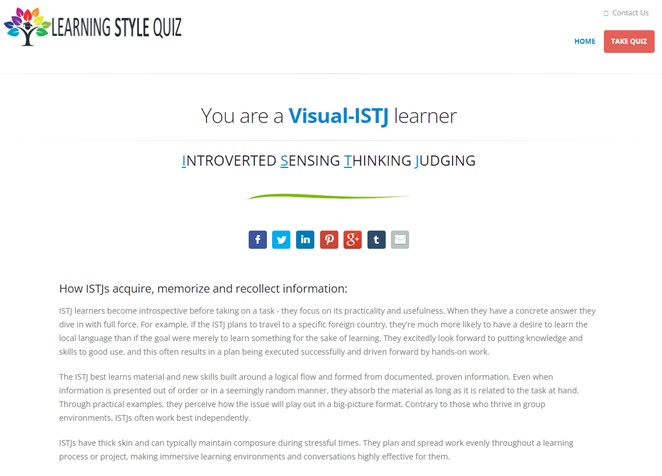 Contact Us
LEARNING STYLE QUIZ
HOME
TAKE QUIZ
You are a Visual-ISTJ learner
INTROVERTED SENSING THINKING JUDGING
How ISTJs acquire, memorize and recollect information:
ISTJ learners become introspective before taking on a task - they focus on its practicality and usefulness. When they have a concrete answer they
dive in with full force. For example, if the ISTJ plans to travel to a specific foreign country, they're much more likely to have a desire to learn the
local language than if the goal were merely to learn something for the sake of learning. They excitedly look forward to putting knowledge and
skills to good use, and this often results in a plan being executed successfully and driven forward by hands-on work.
The ISTJ best learns material and new skills built around a logical flow and formed from documented, proven information. Even when
information is presented out of order or in a seemingly random manner, they absorb the material as long as it is related to the task at hand.
Through practical examples, they perceive how the issue will play out in a big-picture format. Contrary to those who thrive in group
environments, ISTJs often work best independently.
ISTJs have thick skin and can typically maintain composure during stressful times. They plan and spread work evenly throughout a learning
process or project, making immersive learning environments and conversations highly effective for them.